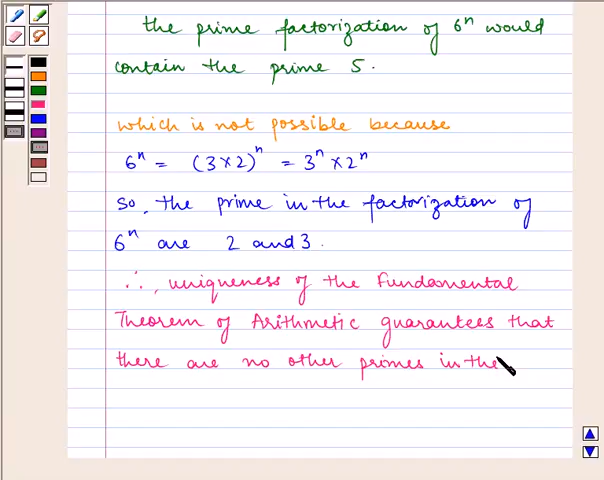 the prime factorization of 6ⁿ would
contain the prime 5.
which is not possible because
6ⁿ = (3×2)ⁿ = 3ⁿ × 2ⁿ
So, the prime in the factorization of
6ⁿ are 2 and 3.
∴, uniqueness of the Fundamental
Theorem of Arithmetic guarantees that
there are no other primes in the